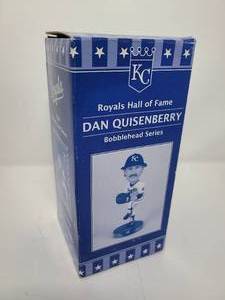 KC
Royals Hall of Fame
DAN QUISENBERRY
Bobblehead Series